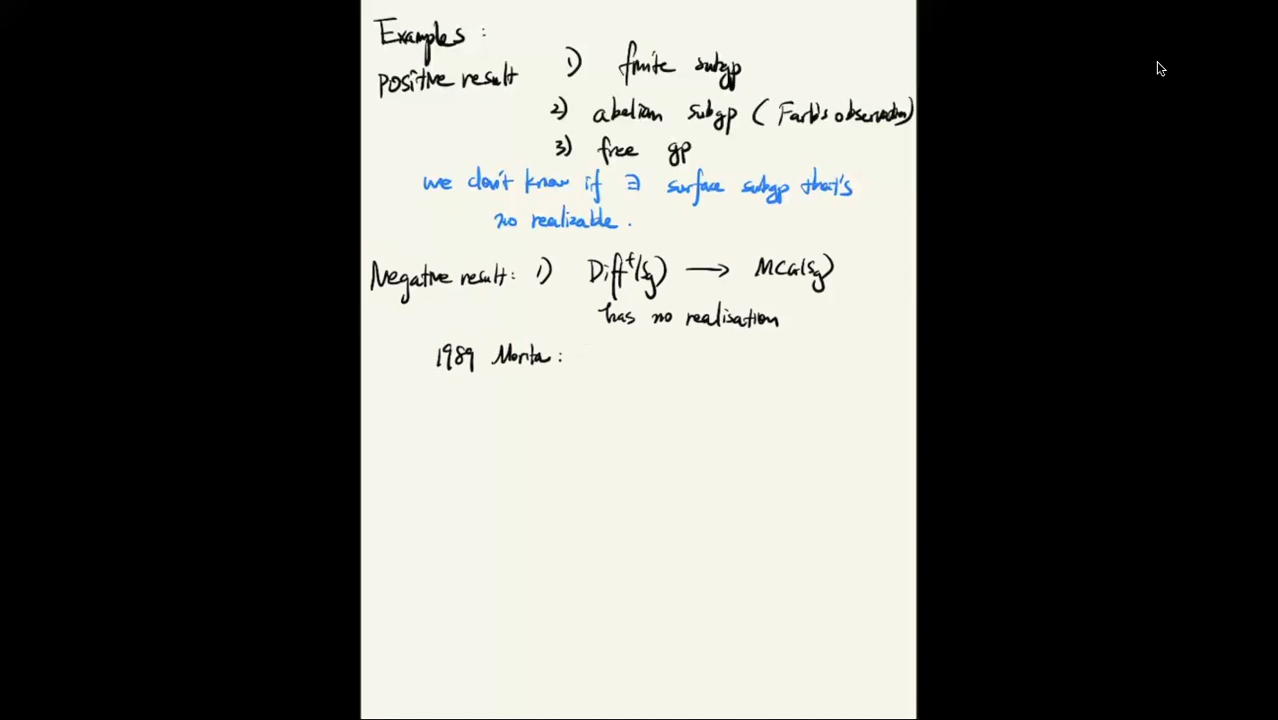 Examples :
positive result 1) finite subgp
2) abelian subgp ( Farb's observation)
3) free gp
we don't know if ∃ surface subgp that's
no realizable .
Negative result : 1) Diff⁺(Sg) ⟶ MCG(Sg)
has no realisation
1989 Morita :